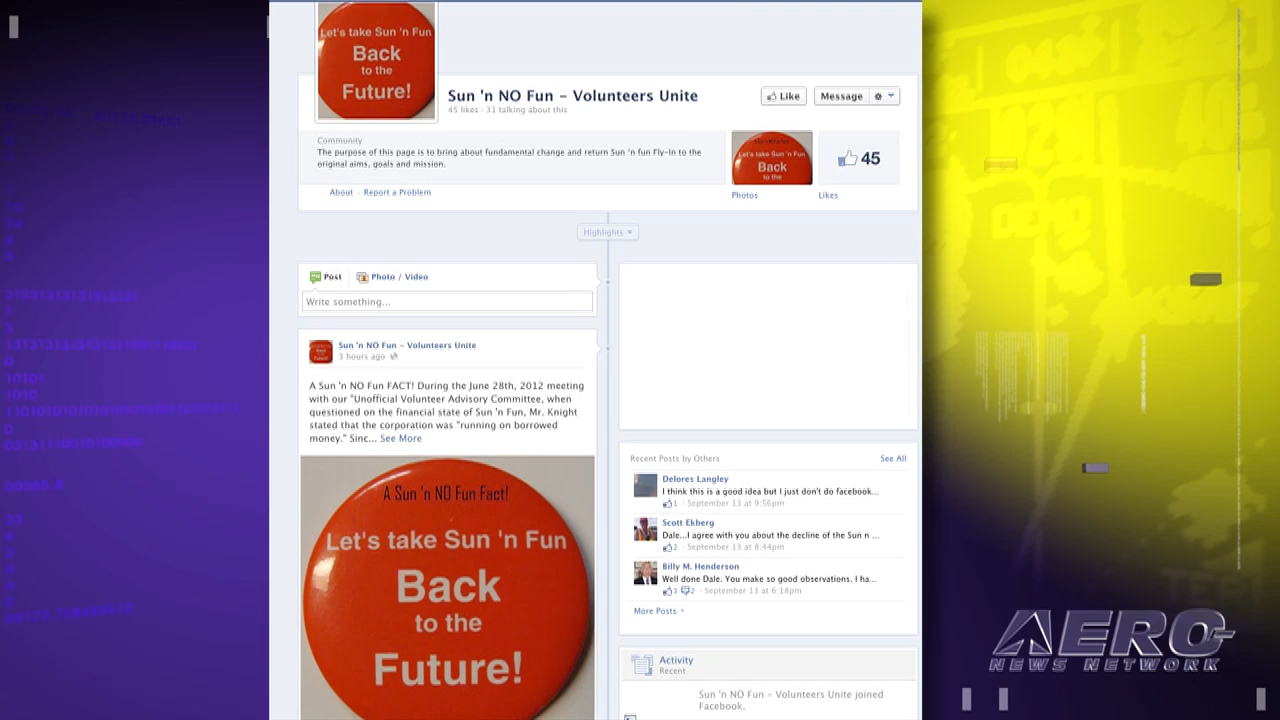 Let's take Sun 'n Fun
Back
to the
Future!
Sun 'n NO Fun – Volunteers Unite
45 likes · 31 talking about this
Like
Message
Community
The purpose of this page is to bring about fundamental change and return Sun 'n fun Fly-In to the
original aims, goals and mission.
About · Report a Problem
Let's take Sun 'n Fun
Back
to the
Photos
45
Likes
Highlights
Post
Photo / Video
Write something...
Sun 'n NO Fun – Volunteers Unite
3 hours ago
A Sun 'n NO Fun FACT! During the June 28th, 2012 meeting
with our "Unofficial Volunteer Advisory Committee, when
questioned on the financial state of Sun 'n Fun, Mr. Knight
stated that the corporation was "running on borrowed
money." Sinc... See More
A Sun 'n NO Fun Fact!
Let's take Sun 'n Fun
Back
to the
Future!
Recent Posts by Others
See All
Delores Langley
I think this is a good idea but I just don't do facebook...
1 · September 13 at 9:56pm
Scott Ekberg
Dale...I agree with you about the decline of the Sun n ...
2 · September 13 at 8:44pm
Billy M. Henderson
Well done Dale. You make so good observations. I ha...
3 2 · September 13 at 6:18pm
More Posts
Activity
Recent
Sun 'n NO Fun – Volunteers Unite joined
Facebook.
AERO-
NEWS NETWORK